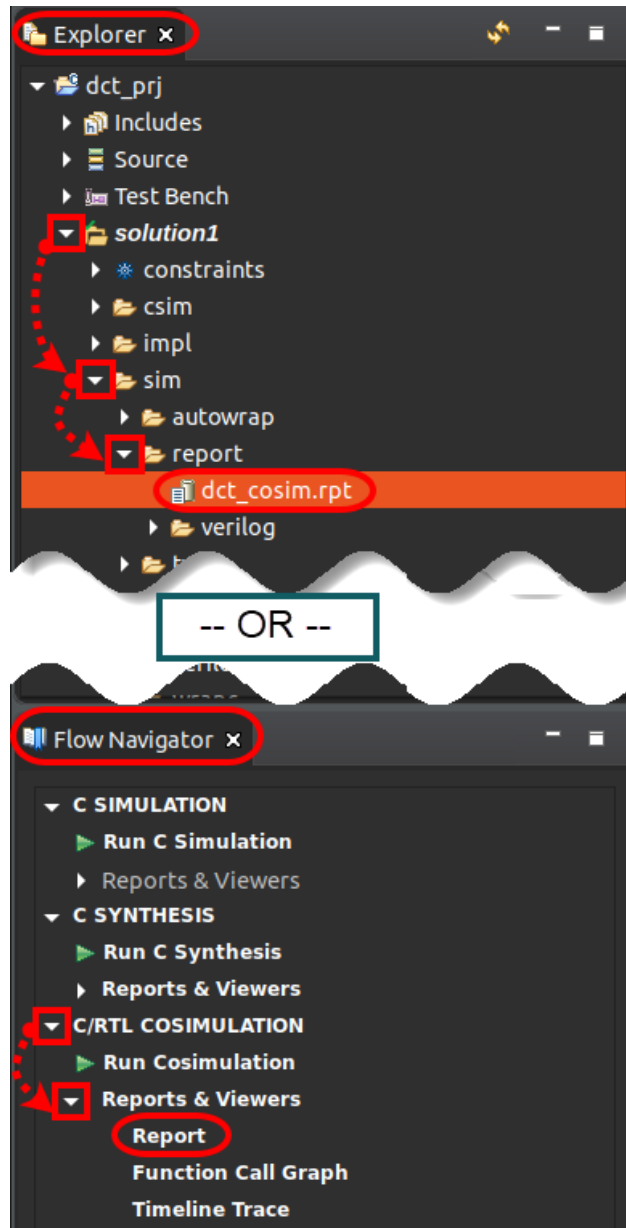 Explorer
dct_prj
Includes
Source
Test Bench
solution1
constraints
csim
impl
sim
autowrap
report
dct_cosim.rpt
verilog
-- OR --
Flow Navigator
C SIMULATION
Run C Simulation
Reports & Viewers
C SYNTHESIS
Run C Synthesis
Reports & Viewers
C/RTL COSIMULATION
Run Cosimulation
Reports & Viewers
Report
Function Call Graph
Timeline Trace